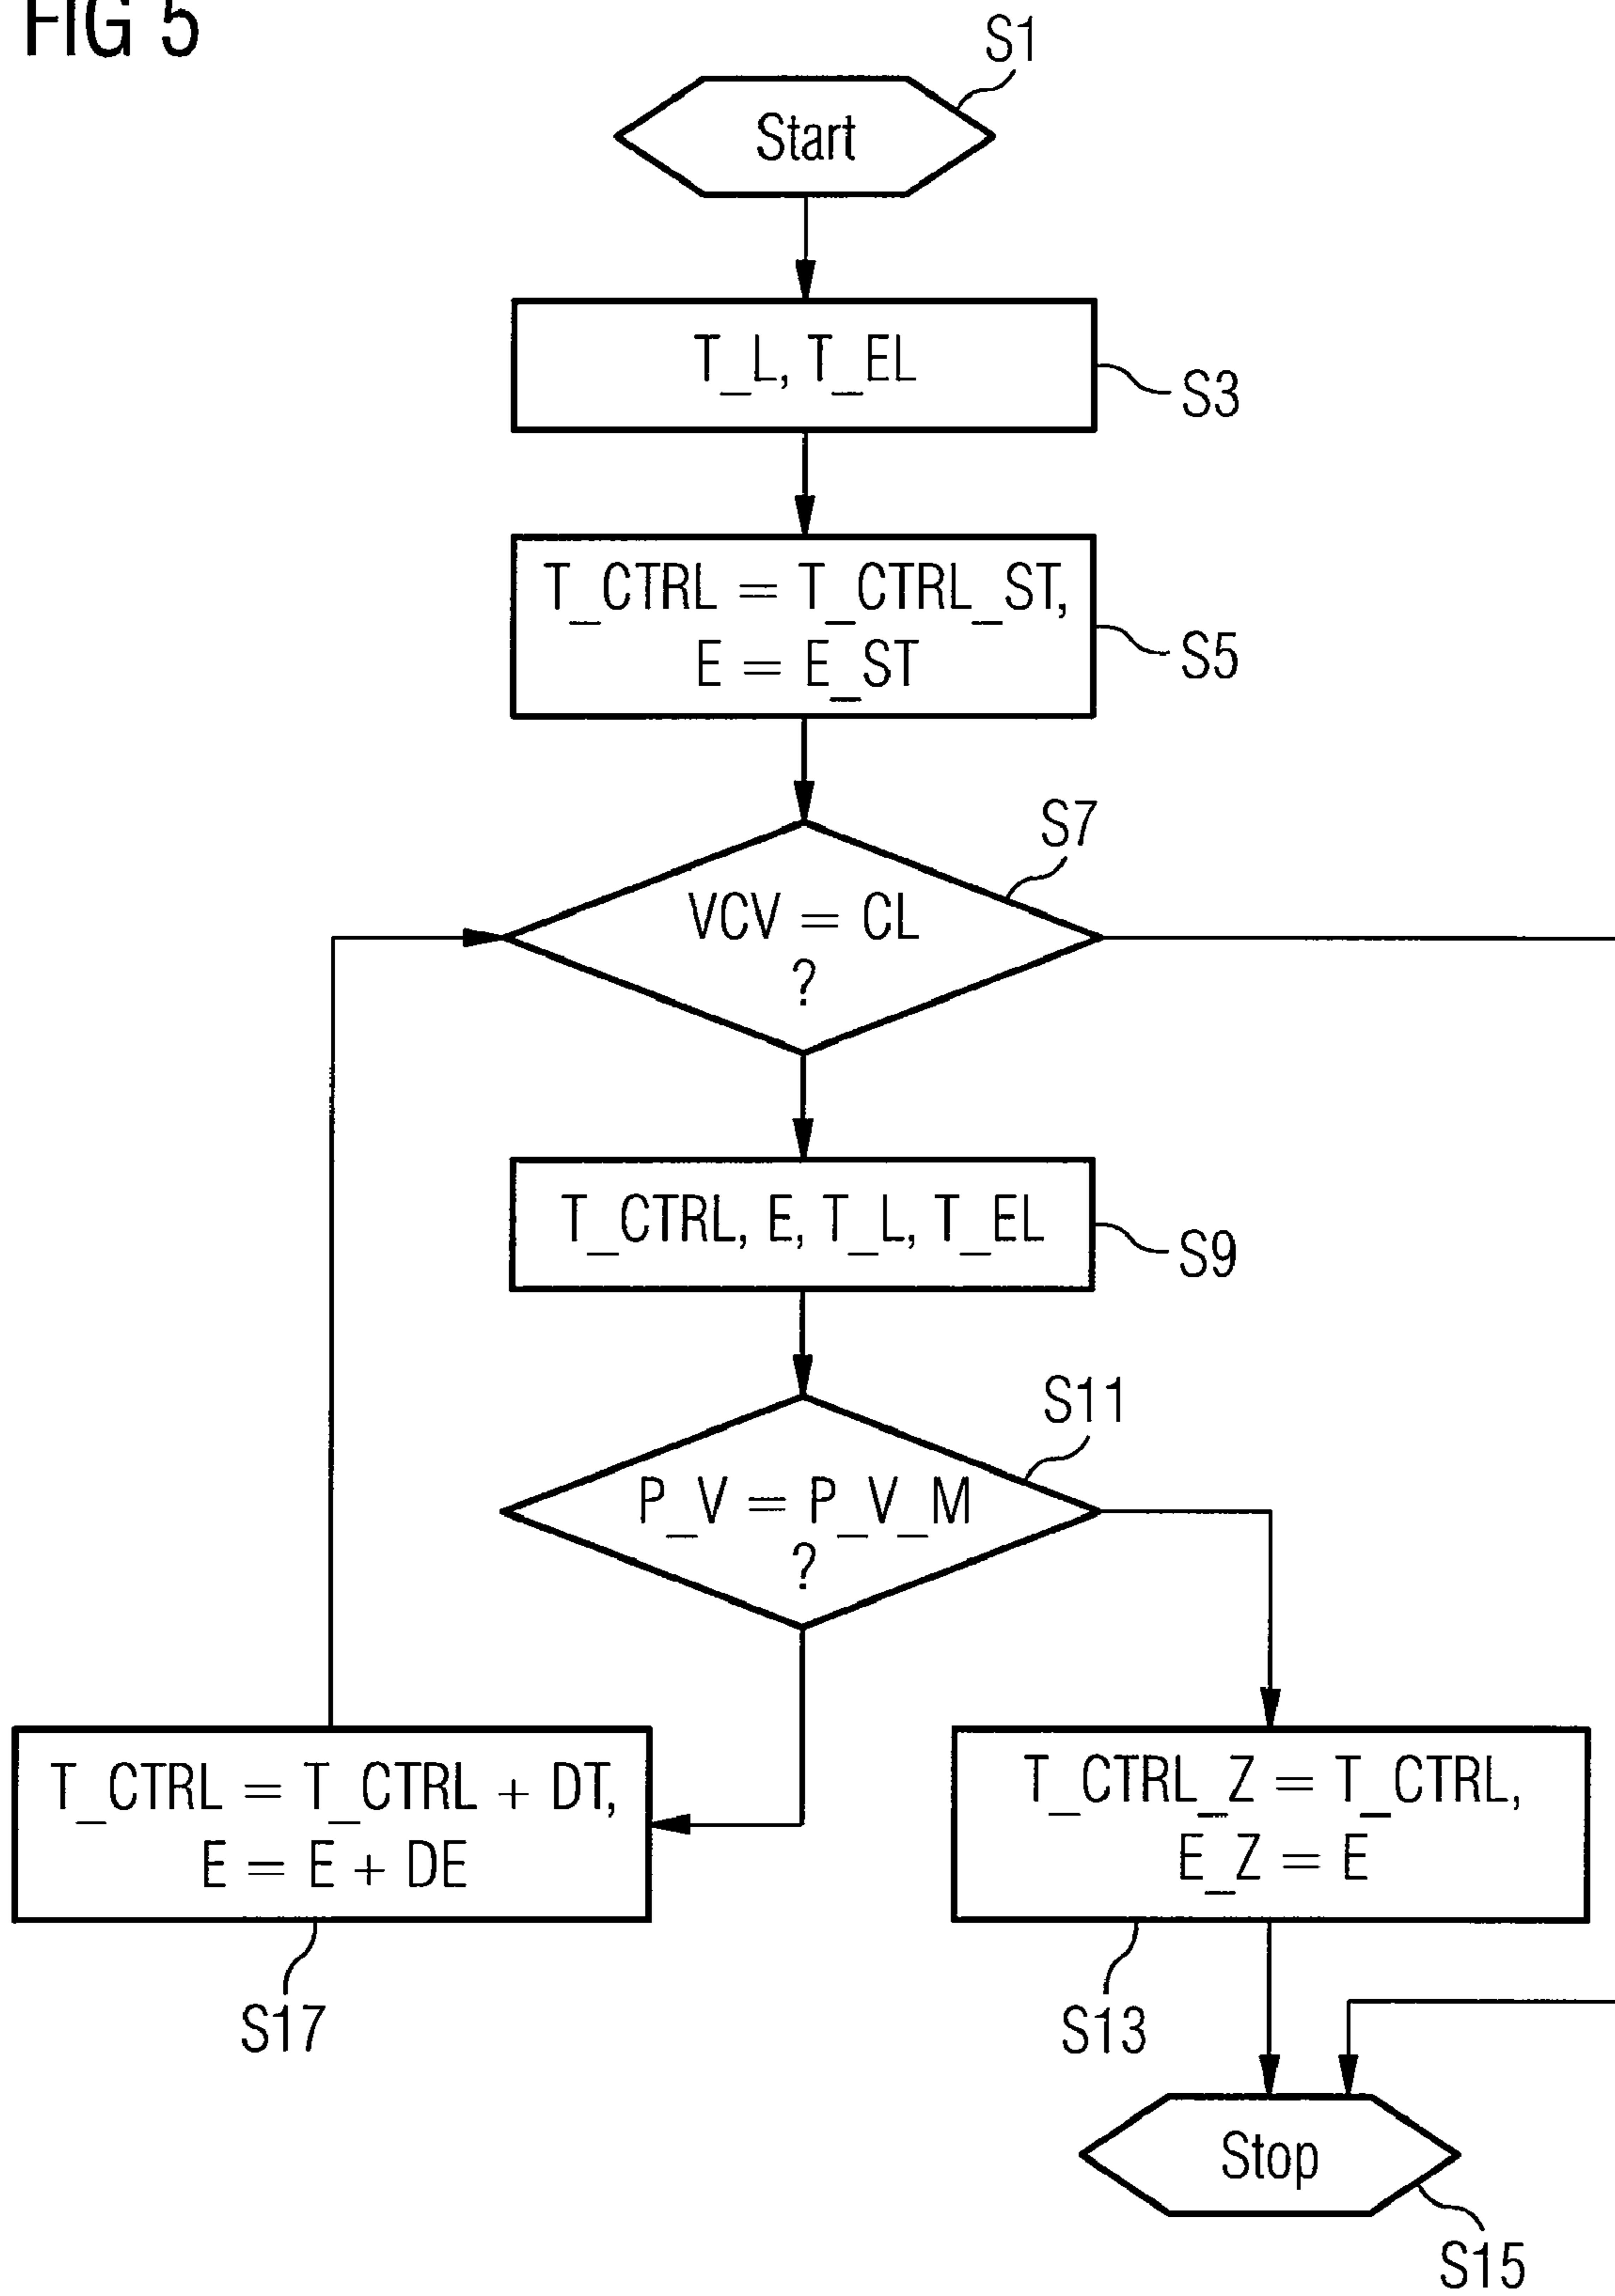 FIG 5
S1
Start
T_L, T_EL
S3
T_CTRL = T_CTRL_ST,
E = E_ST
S5
S7
VCV = CL
?
T_CTRL, E, T_L, T_EL
S9
S11
P_V = P_V_M
?
T_CTRL = T_CTRL + DT,
E = E + DE
S17
T_CTRL_Z = T_CTRL,
E_Z = E
S13
Stop
S15